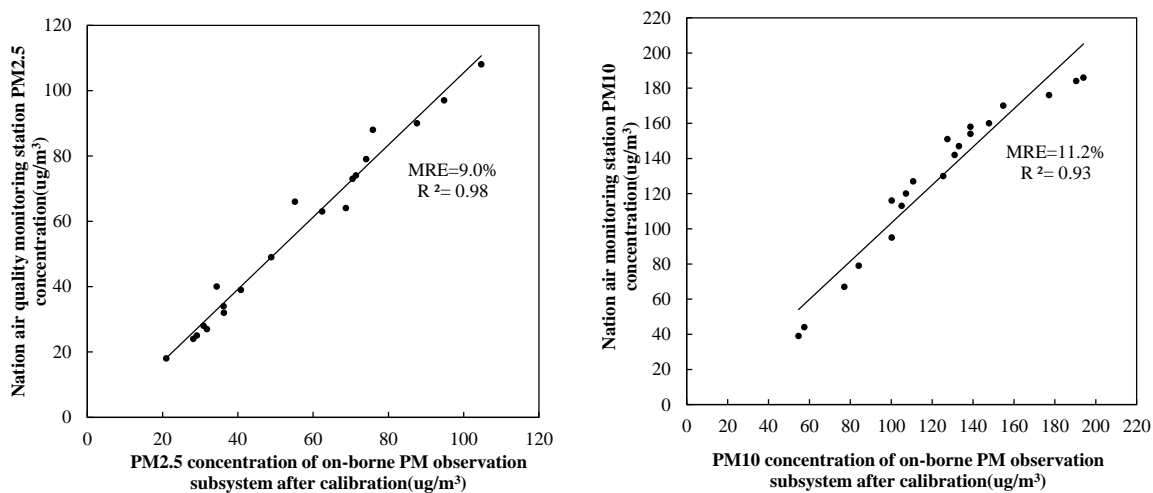 Nation air quality monitoring station PM2.5
concentration(ug/m³)
120
100
80
60
40
20
0
MRE=9.0%
R ²= 0.98
0 20 40 60 80 100 120
PM2.5 concentration of on-borne PM observation
subsystem after calibration(ug/m³)
Nation air monitoring station PM10
concentration(ug/m³)
220
200
180
160
140
120
100
80
60
40
20
0
MRE=11.2%
R ²= 0.93
0 20 40 60 80 100 120 140 160 180 200 220
PM10 concentration of on-borne PM observation
subsystem after calibration(ug/m³)